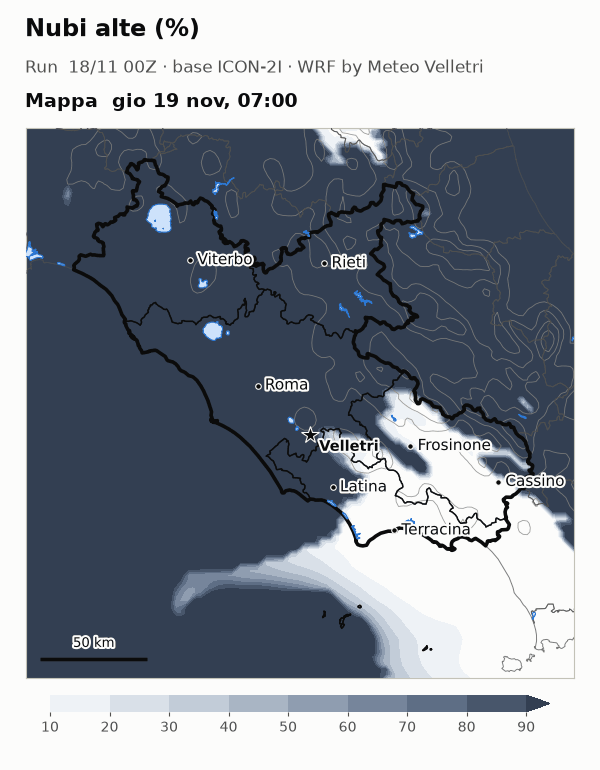 Nubi alte (%)
Run 18/11 00Z · base ICON-2I · WRF by Meteo Velletri
Mappa gio 19 nov, 07:00
Viterbo
Rieti
Roma
Velletri
Frosinone
Latina
Cassino
Terracina
50 km
10 20 30 40 50 60 70 80 90